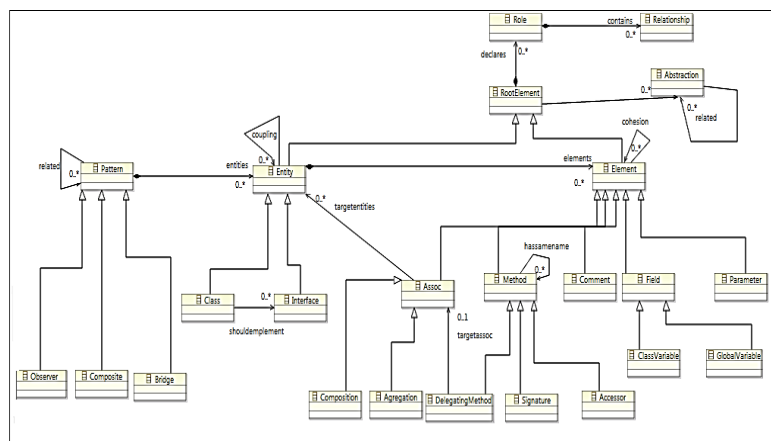 Role
contains
Relationship
0..*
declares
0..*
RootElement
Abstraction
0..*
0..*
related
coupling
cohesion
related
Pattern
0..*
entities
0..*
0..*
Entity
elements
0..*
0..*
Element
0..*
targetentities
hassamename
0..*
Class
0..*
Interface
shouldemplement
Assoc
Method
Comment
Field
Parameter
0..1
targetassoc
Observer
Composite
Bridge
ClassVariable
GlobalVariable
Composition
Agregation
DelegatingMethod
Signature
Accessor